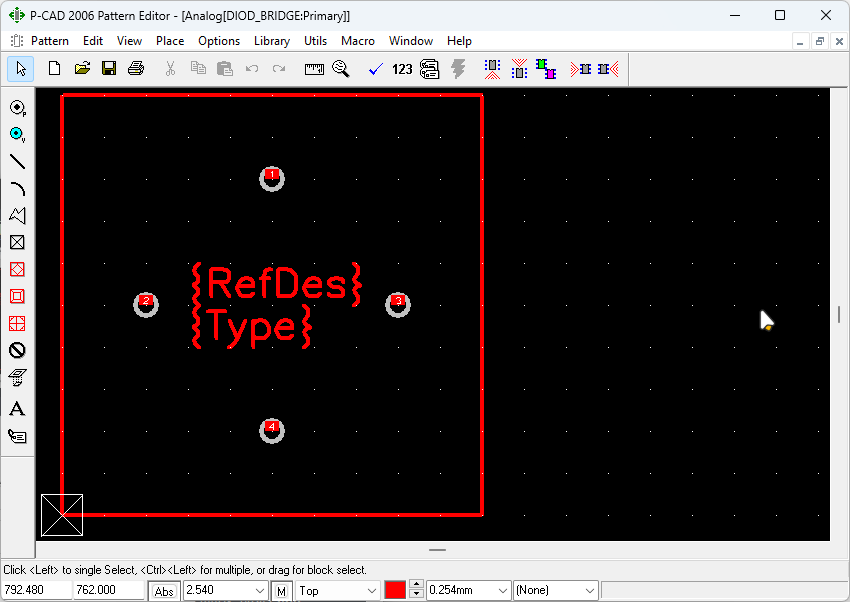 P-CAD 2006 Pattern Editor - [Analog[DIOD_BRIDGE:Primary]]
Pattern Edit View Place Options Library Utils Macro Window Help
123
P
V
1
{RefDes}
2
3
{Type}
4
A
Click <Left> to single Select, <Ctrl><Left> for multiple, or drag for block select.
792.480 762.000 Abs 2.540 M Top 0.254mm (None)